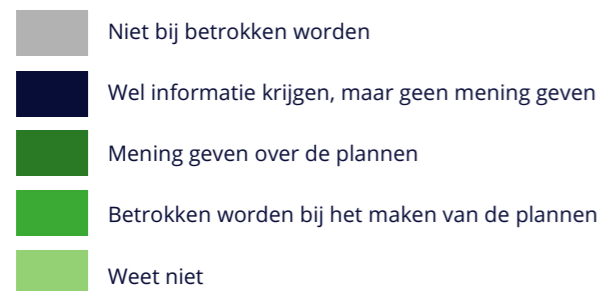 Niet bij betrokken worden
Wel informatie krijgen, maar geen mening geven
Mening geven over de plannen
Betrokken worden bij het maken van de plannen
Weet niet